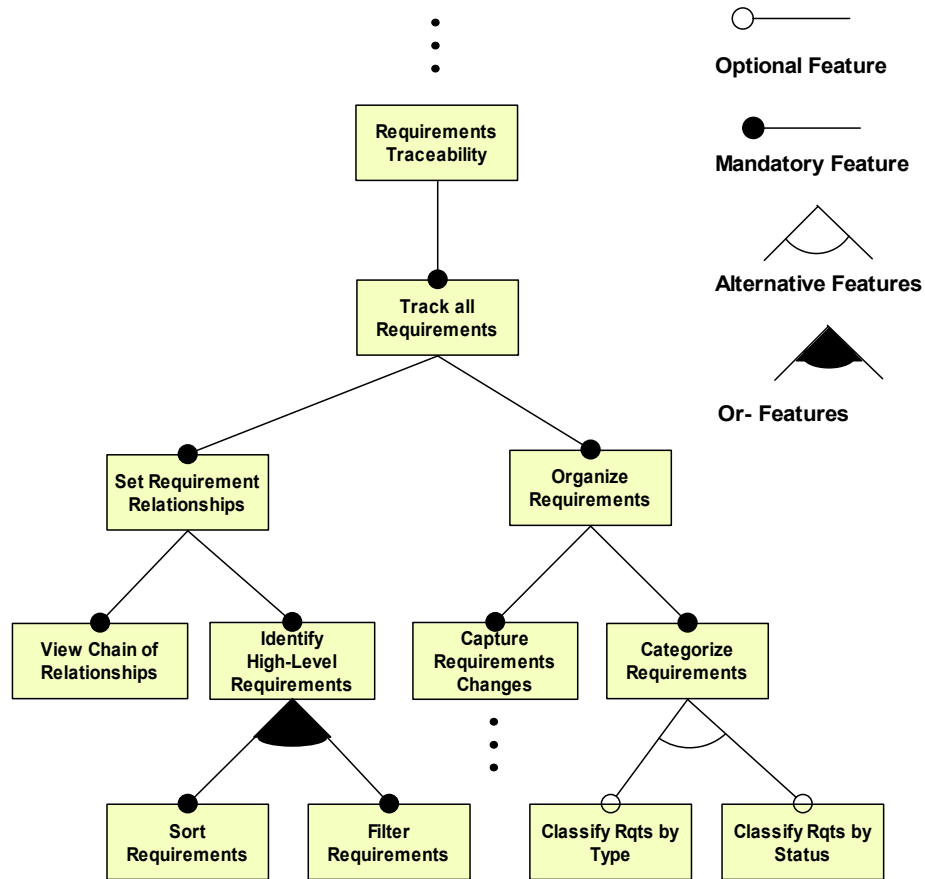 Optional Feature
Requirements
Traceability
Mandatory Feature
Alternative Features
Track all
Requirements
Or- Features
Set Requirement
Relationships
Organize
Requirements
View Chain of
Relationships
Identify
High-Level
Requirements
Capture
Requirements
Changes
Categorize
Requirements
Sort
Requirements
Filter
Requirements
Classify Rqts by
Type
Classify Rqts by
Status